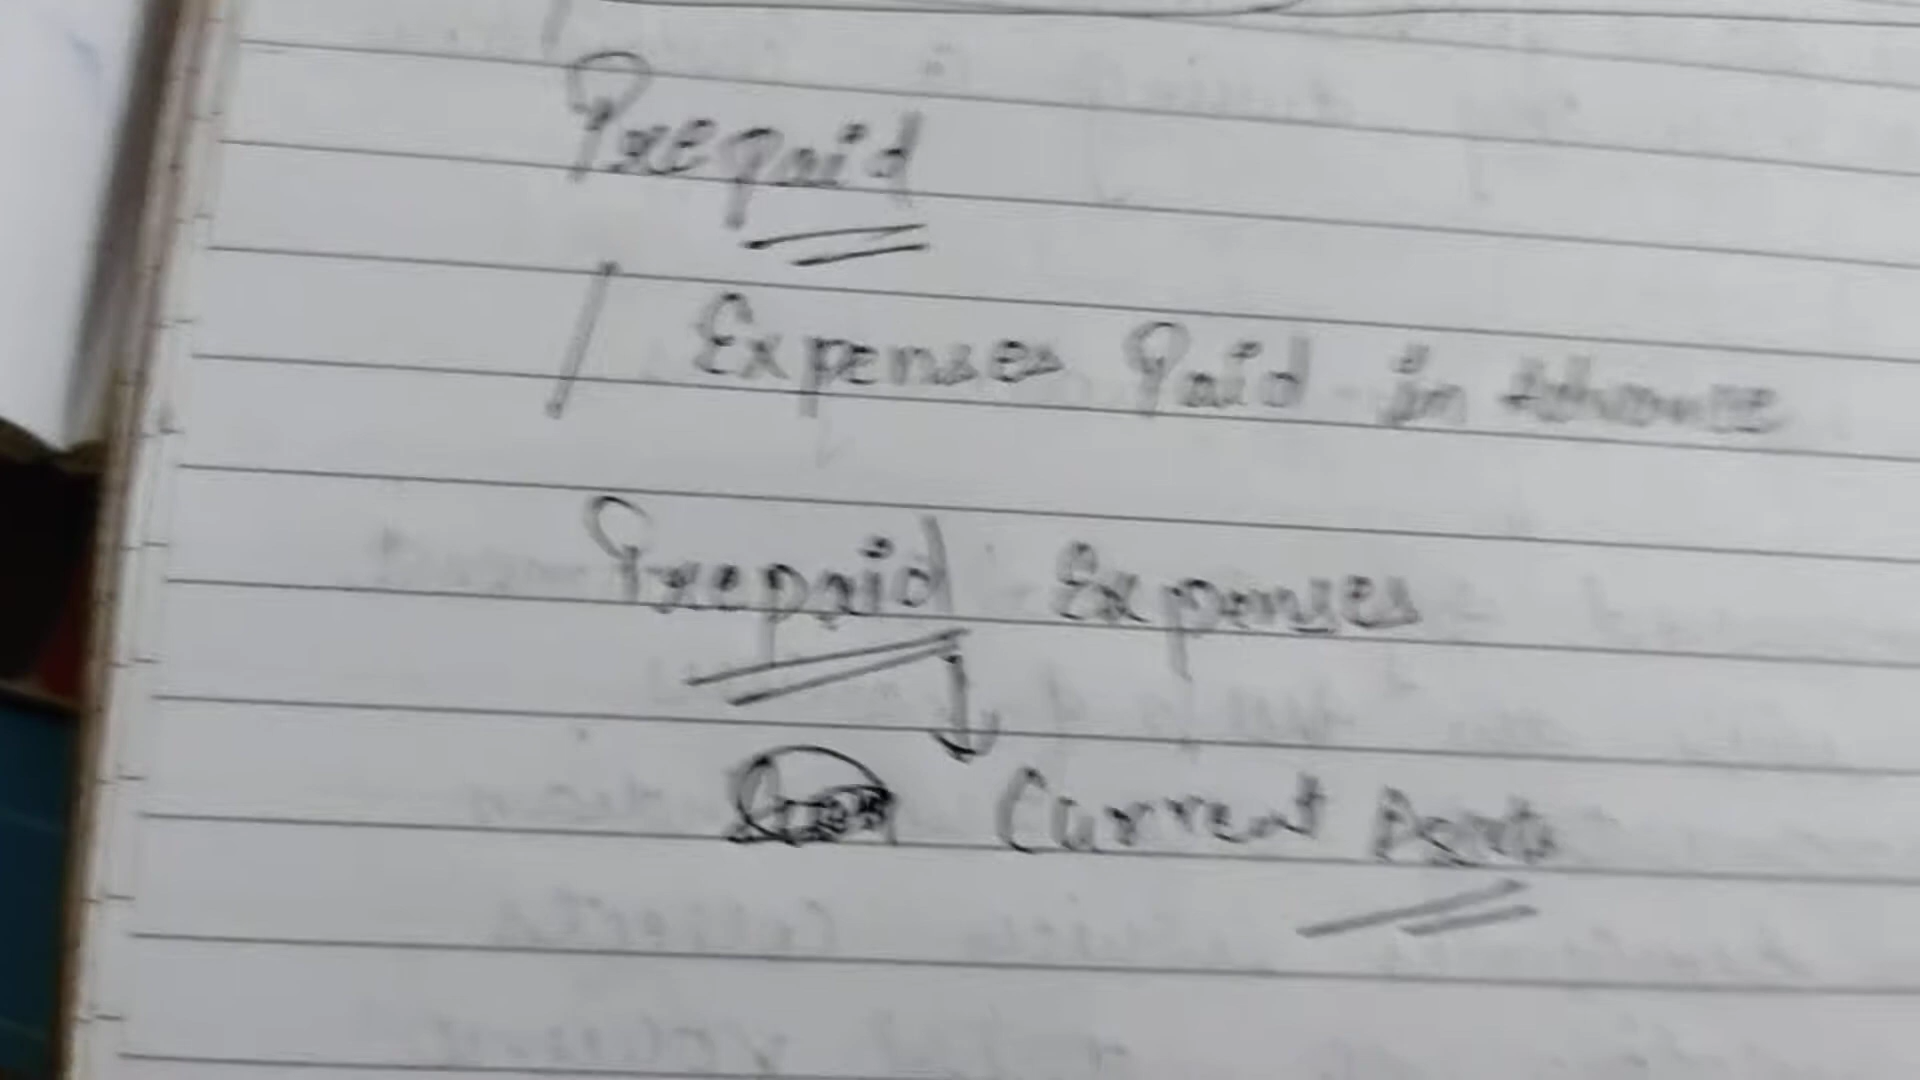 Prepaid
Expenses Paid in Advance
Prepaid Expenses
Current Assets